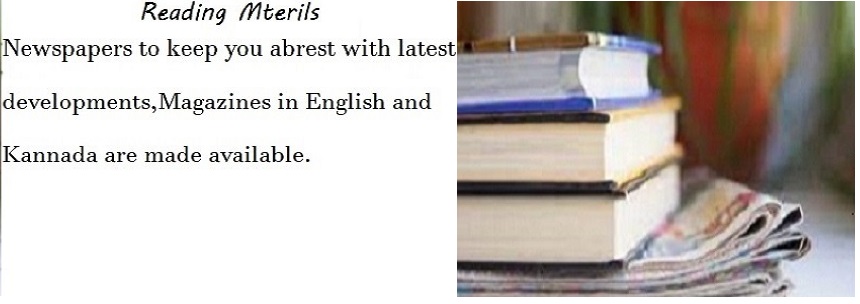 Reading Mterils
Newspapers to keep you abrest with latest
developments,Magazines in English and
Kannada are made available.